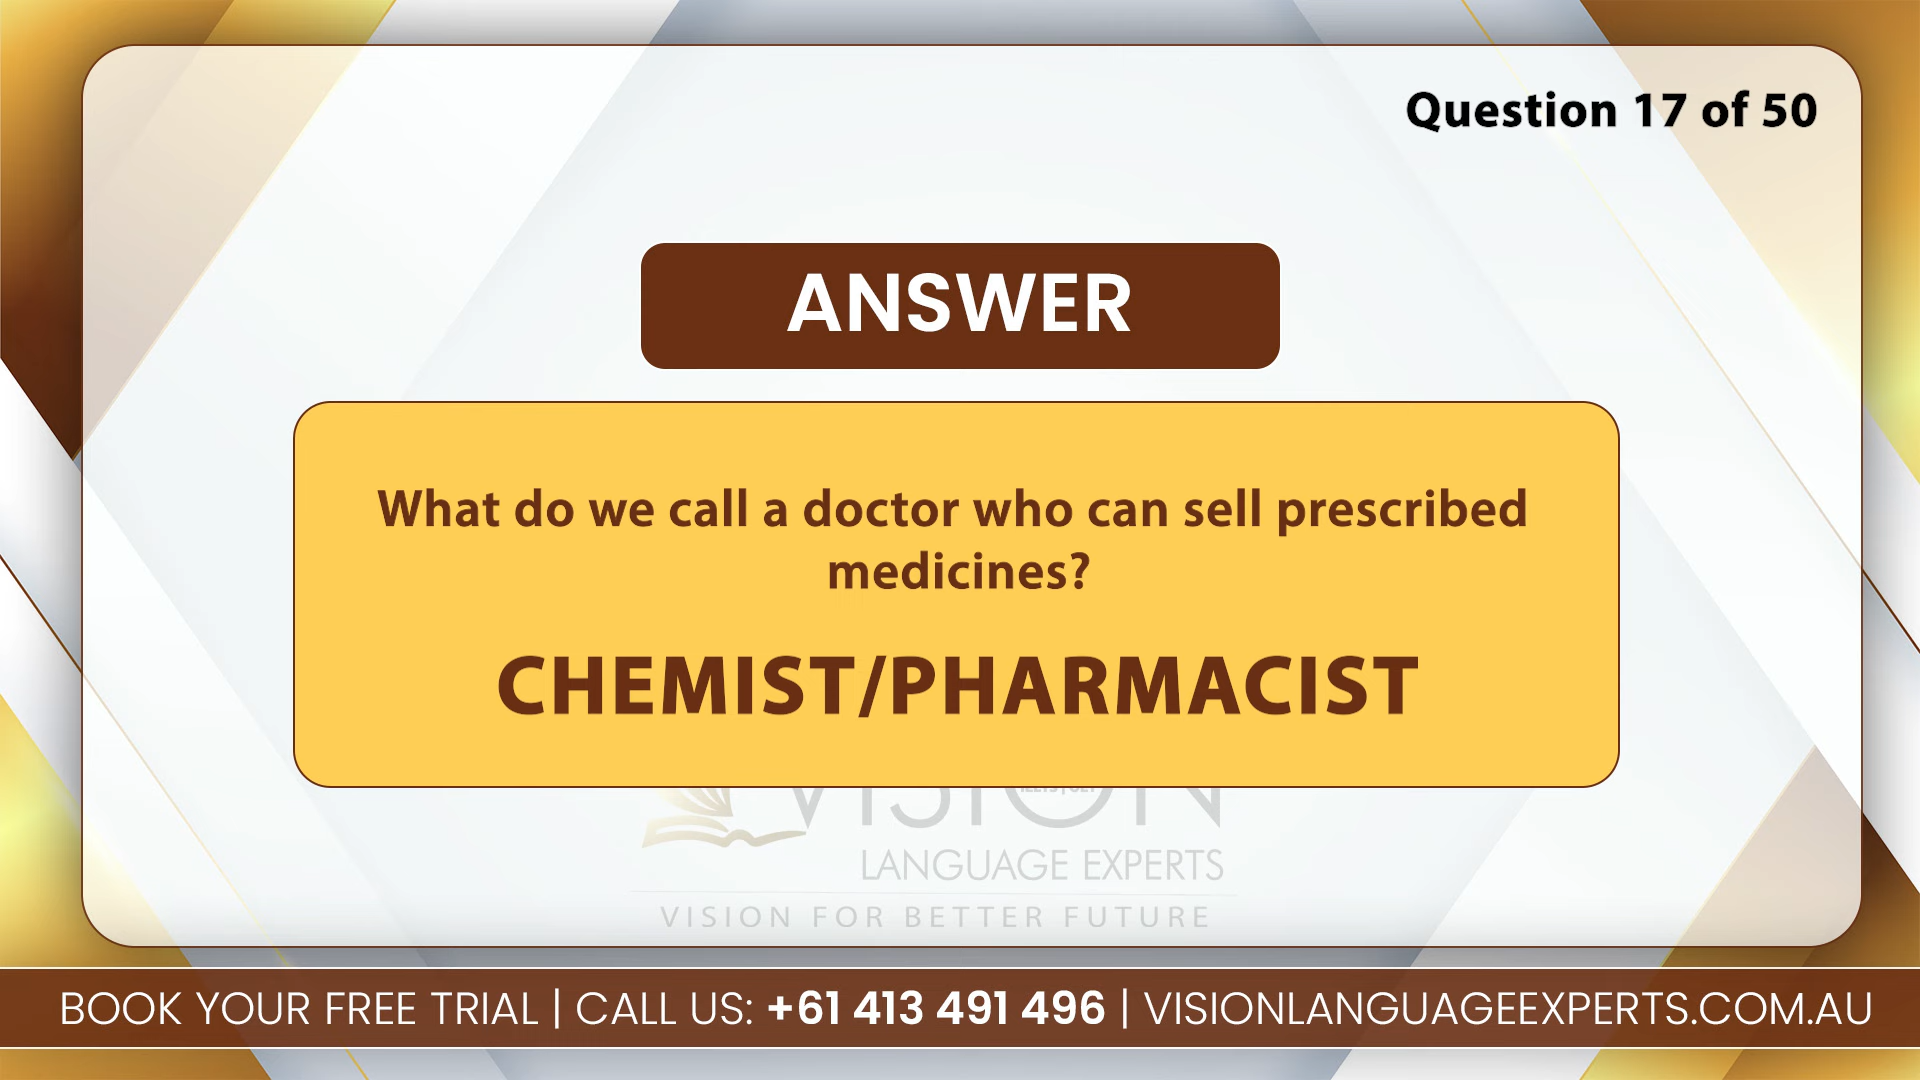 Question 17 of 50
ANSWER
What do we call a doctor who can sell prescribed
medicines?
CHEMIST/PHARMACIST
VISION
LANGUAGE EXPERTS
VISION FOR BETTER FUTURE
BOOK YOUR FREE TRIAL | CALL US: +61 413 491 496 | VISIONLANGUAGEEXPERTS.COM.AU